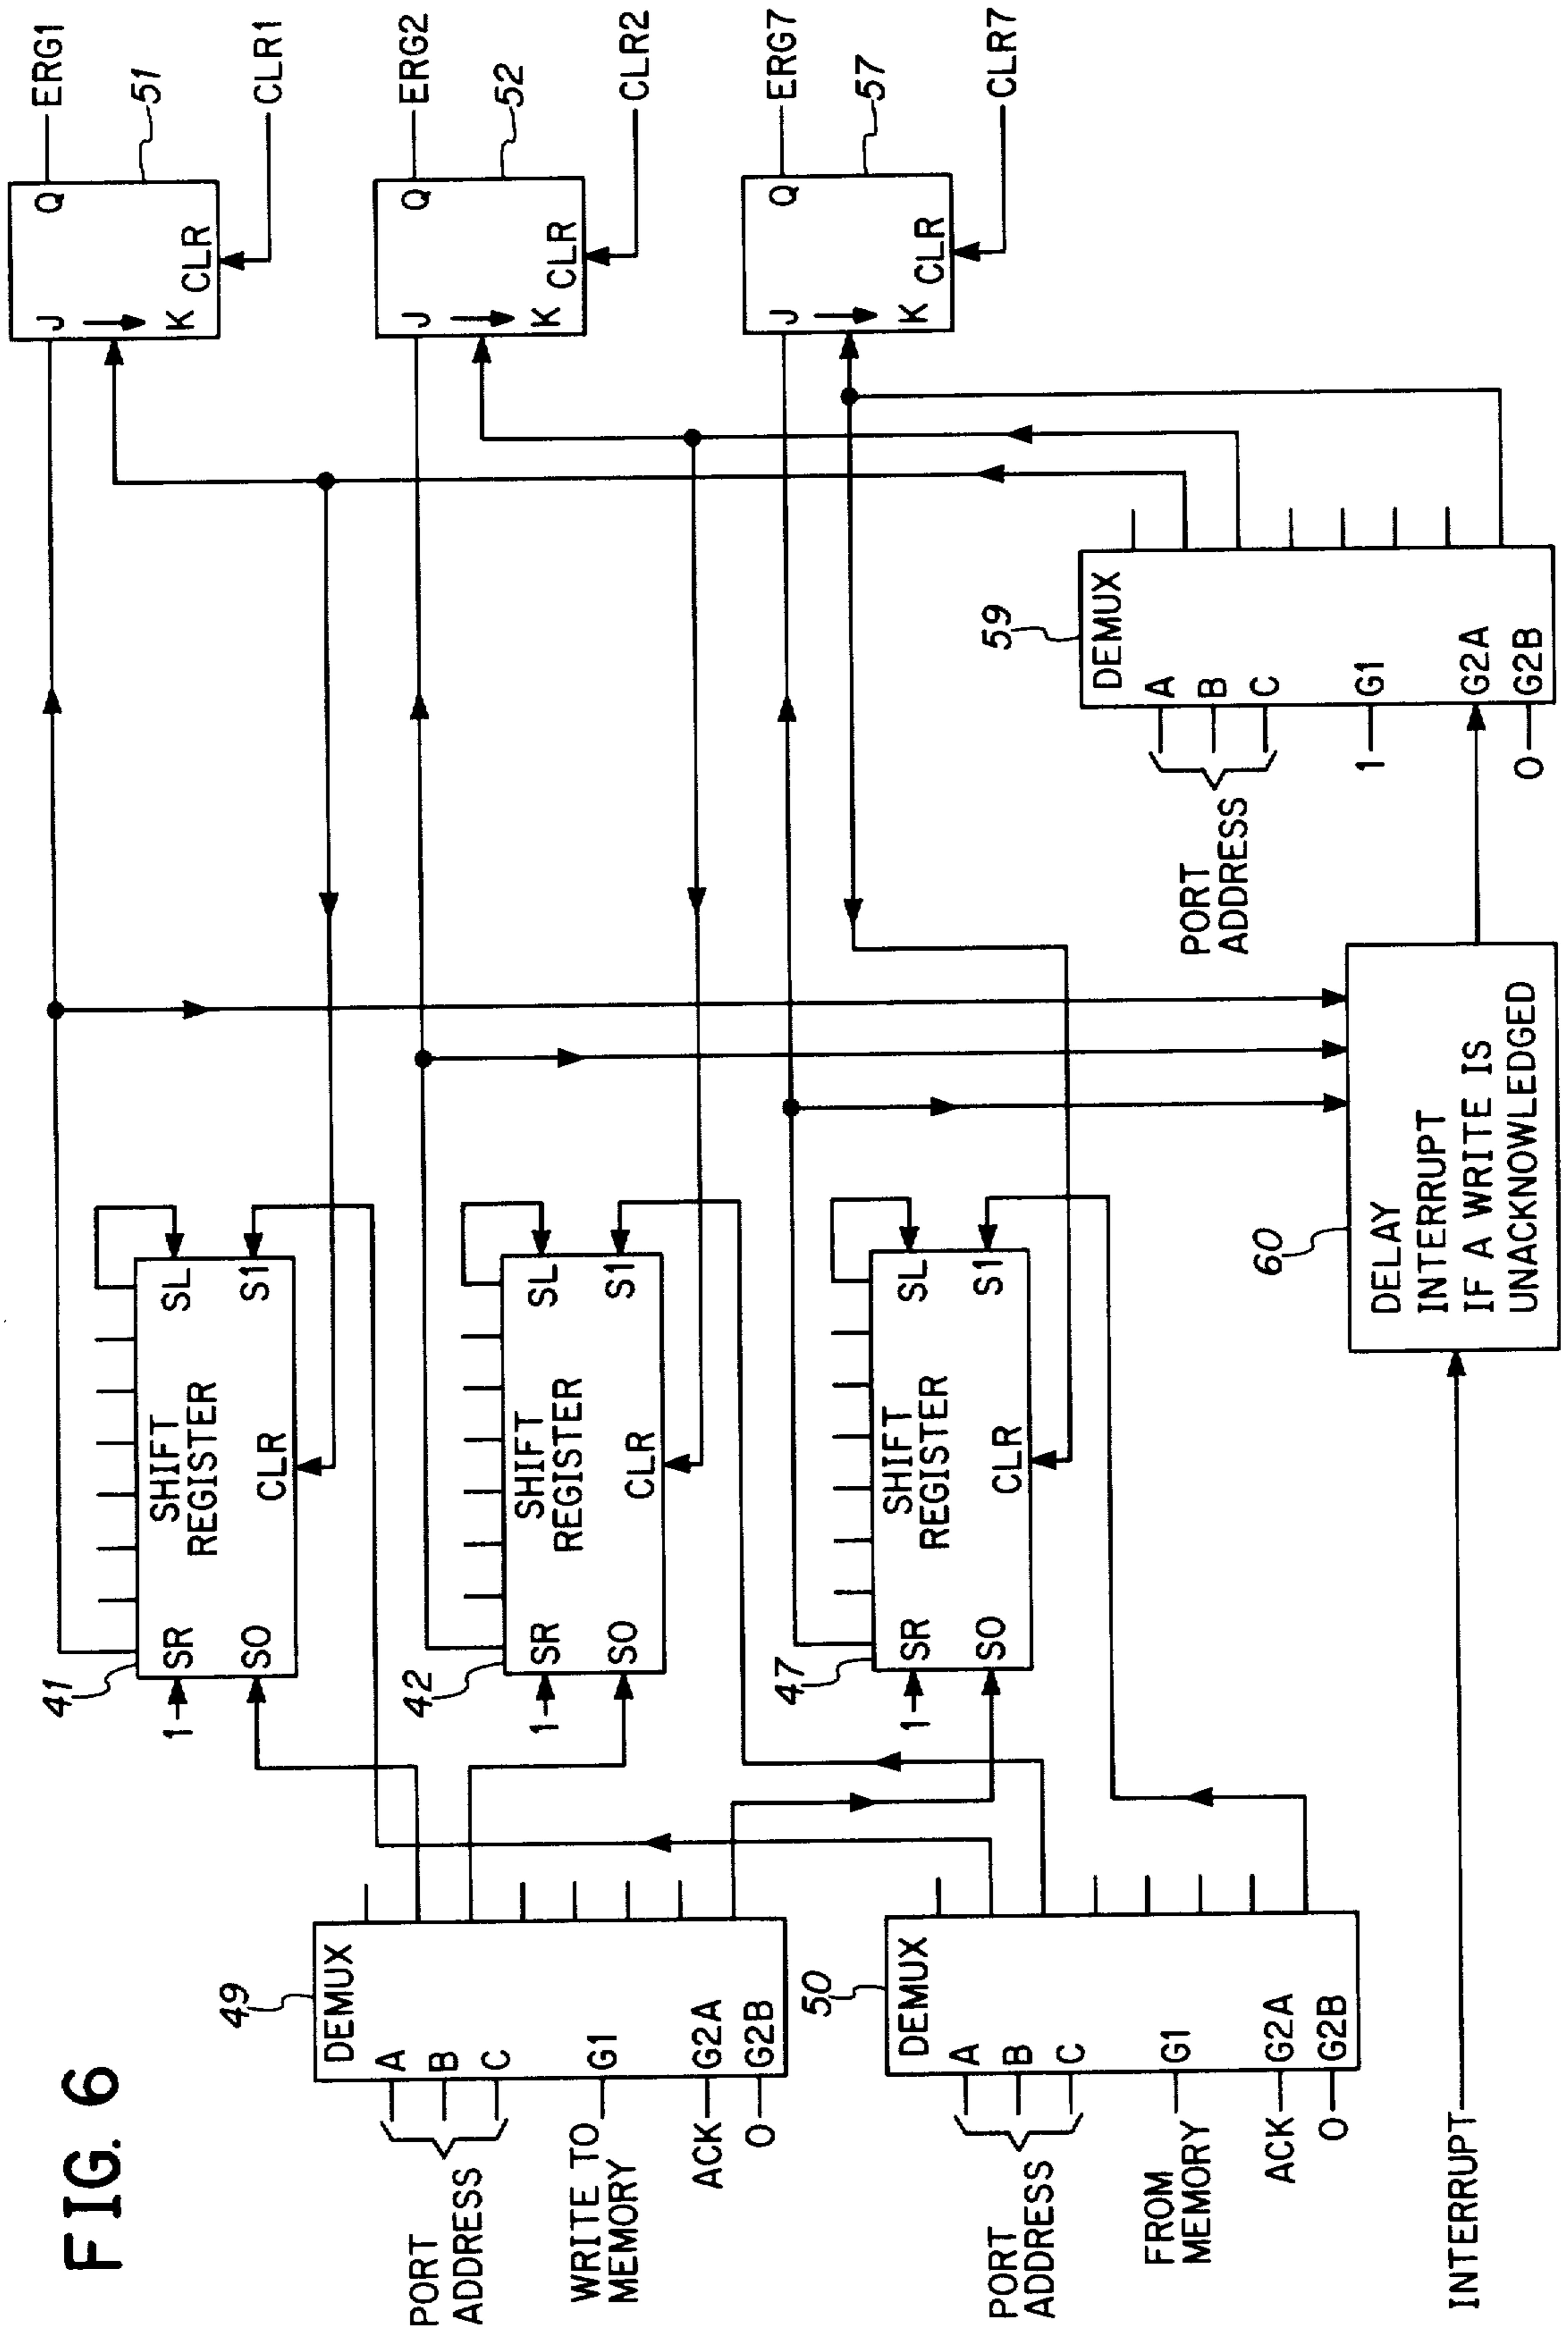 FIG. 6
PORT
ADDRESS
A
B
C
DEMUX
49
WRITE TO
MEMORY
G1
ACK
G2A
0
G2B
PORT
ADDRESS
A
B
C
DEMUX
50
FROM
MEMORY
G1
ACK
G2A
0
G2B
INTERRUPT
41
1
SR
S0
SHIFT
REGISTER
CLR
SL
S1
42
1
SR
S0
SHIFT
REGISTER
CLR
SL
S1
47
1
SR
S0
SHIFT
REGISTER
CLR
SL
S1
60
DELAY
INTERRUPT
IF A WRITE IS
UNACKNOWLEDGED
PORT
ADDRESS
A
B
C
DEMUX
59
1
G1
G2A
0
G2B
J
K
Q
CLR
ERG1
51
CLR1
J
K
Q
CLR
ERG2
52
CLR2
J
K
Q
CLR
ERG7
57
CLR7